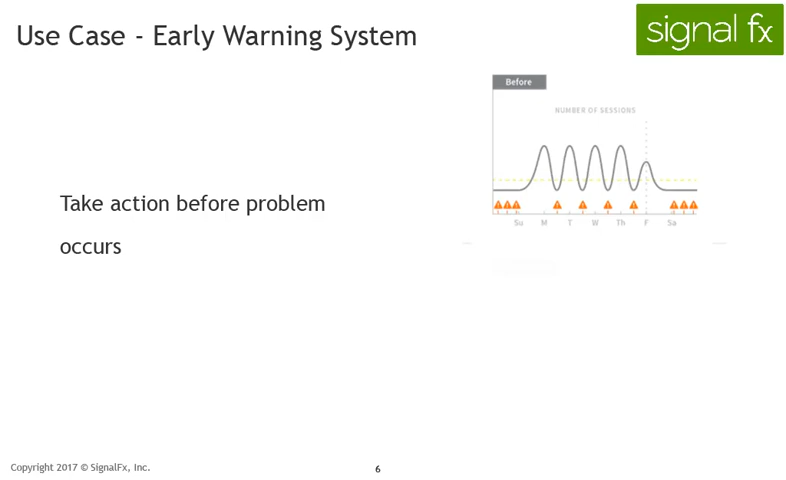 Use Case - Early Warning System
signal fx
Before
NUMBER OF SESSIONS
Take action before problem
occurs
Su M T W Th F Sa
Copyright 2017 © SignalFx, Inc.
6